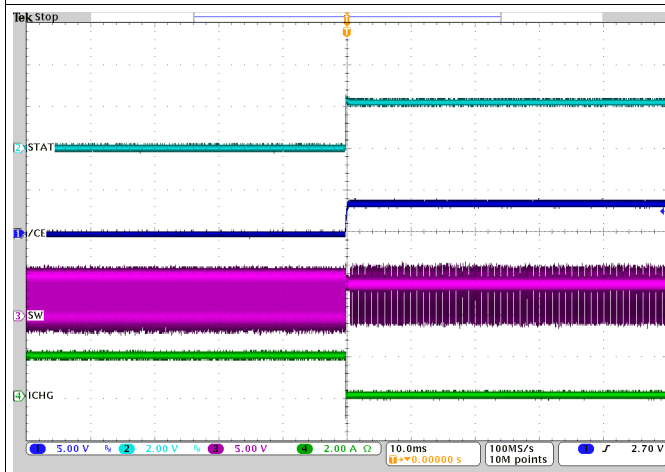 Tek Stop
T
T
2 STAT
1 /CE
3 SW
4 ICHG
1 5.00 V 2 2.00 V 3 5.00 V 4 2.00 A Ω
10.0ms
T→▼0.00000 s
100MS/s
10M points
1 2.70 V